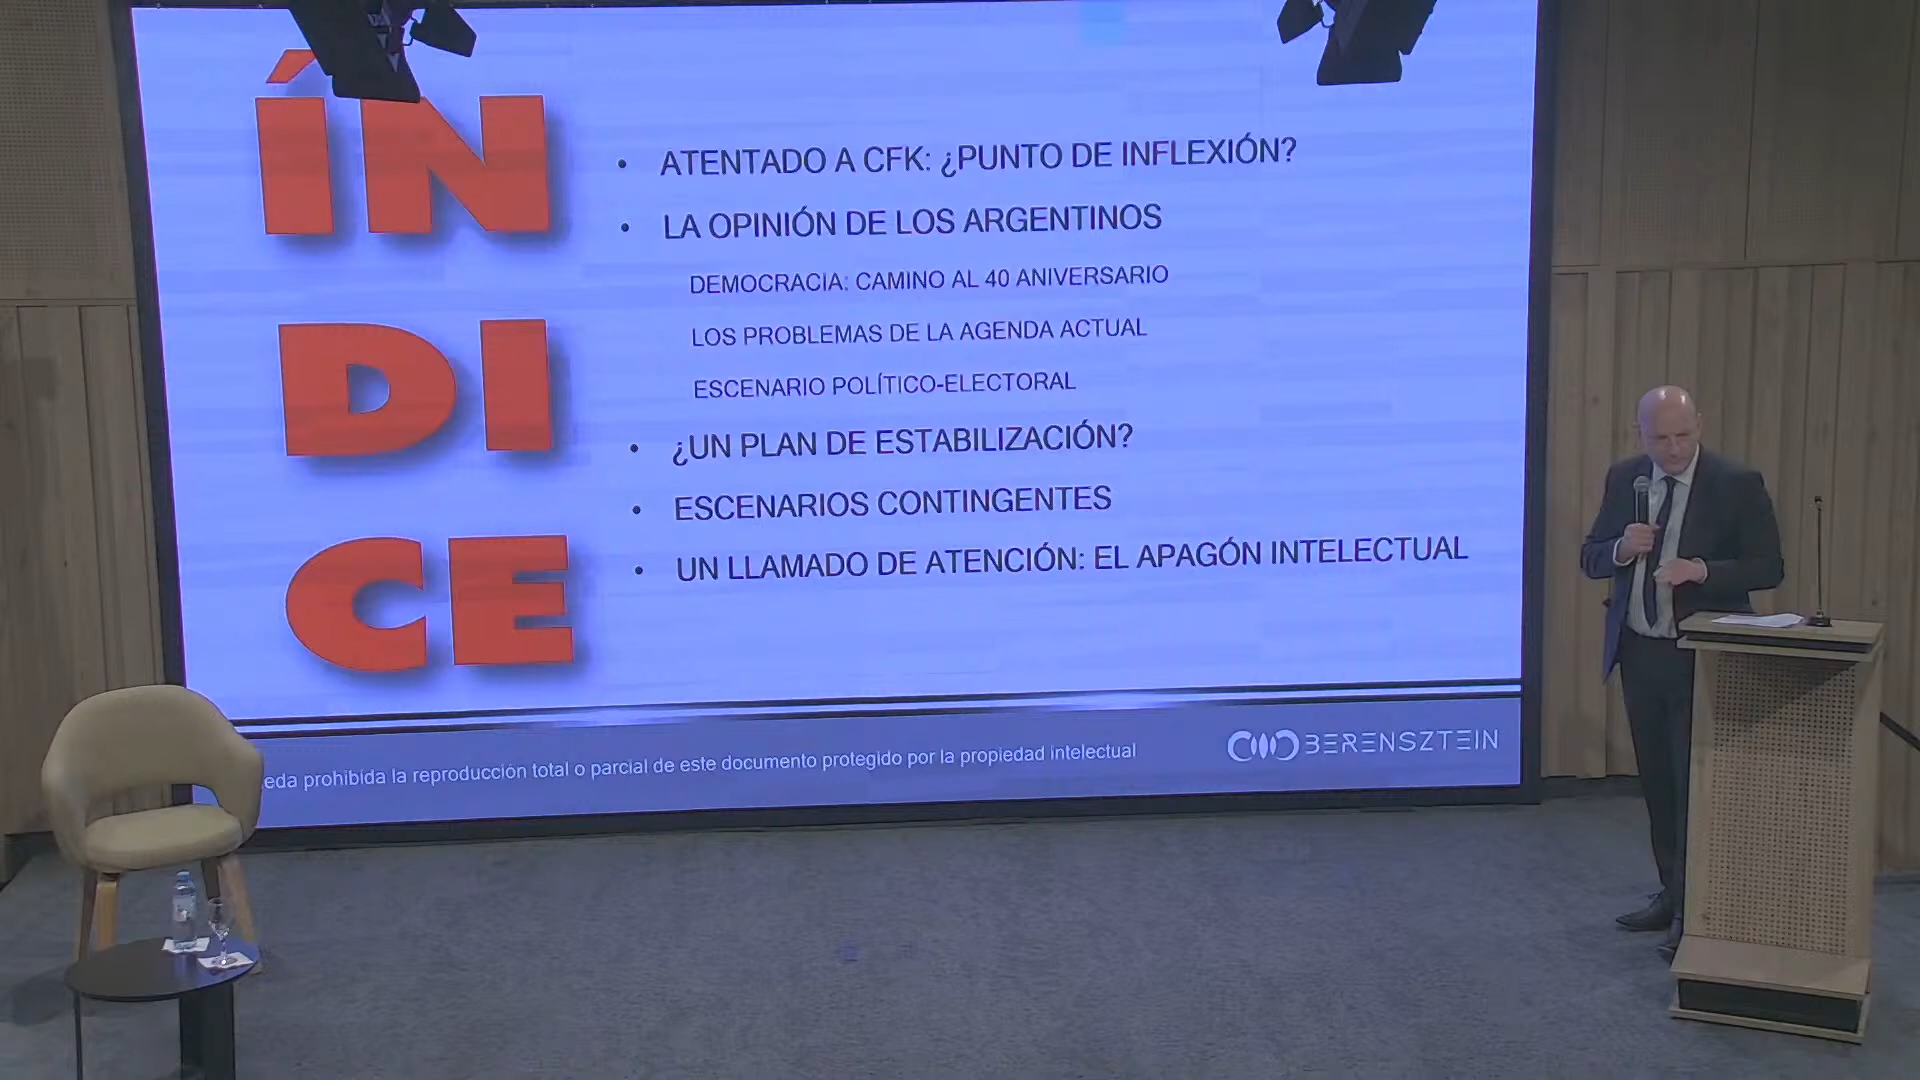 ÍN
DI
CE
• ATENTADO A CFK: ¿PUNTO DE INFLEXIÓN?
• LA OPINIÓN DE LOS ARGENTINOS
DEMOCRACIA: CAMINO AL 40 ANIVERSARIO
LOS PROBLEMAS DE LA AGENDA ACTUAL
ESCENARIO POLÍTICO-ELECTORAL
• ¿UN PLAN DE ESTABILIZACIÓN?
• ESCENARIOS CONTINGENTES
• UN LLAMADO DE ATENCIÓN: EL APAGÓN INTELECTUAL
eda prohibida la reproducción total o parcial de este documento protegido por la propiedad intelectual
BERENSZTEIN